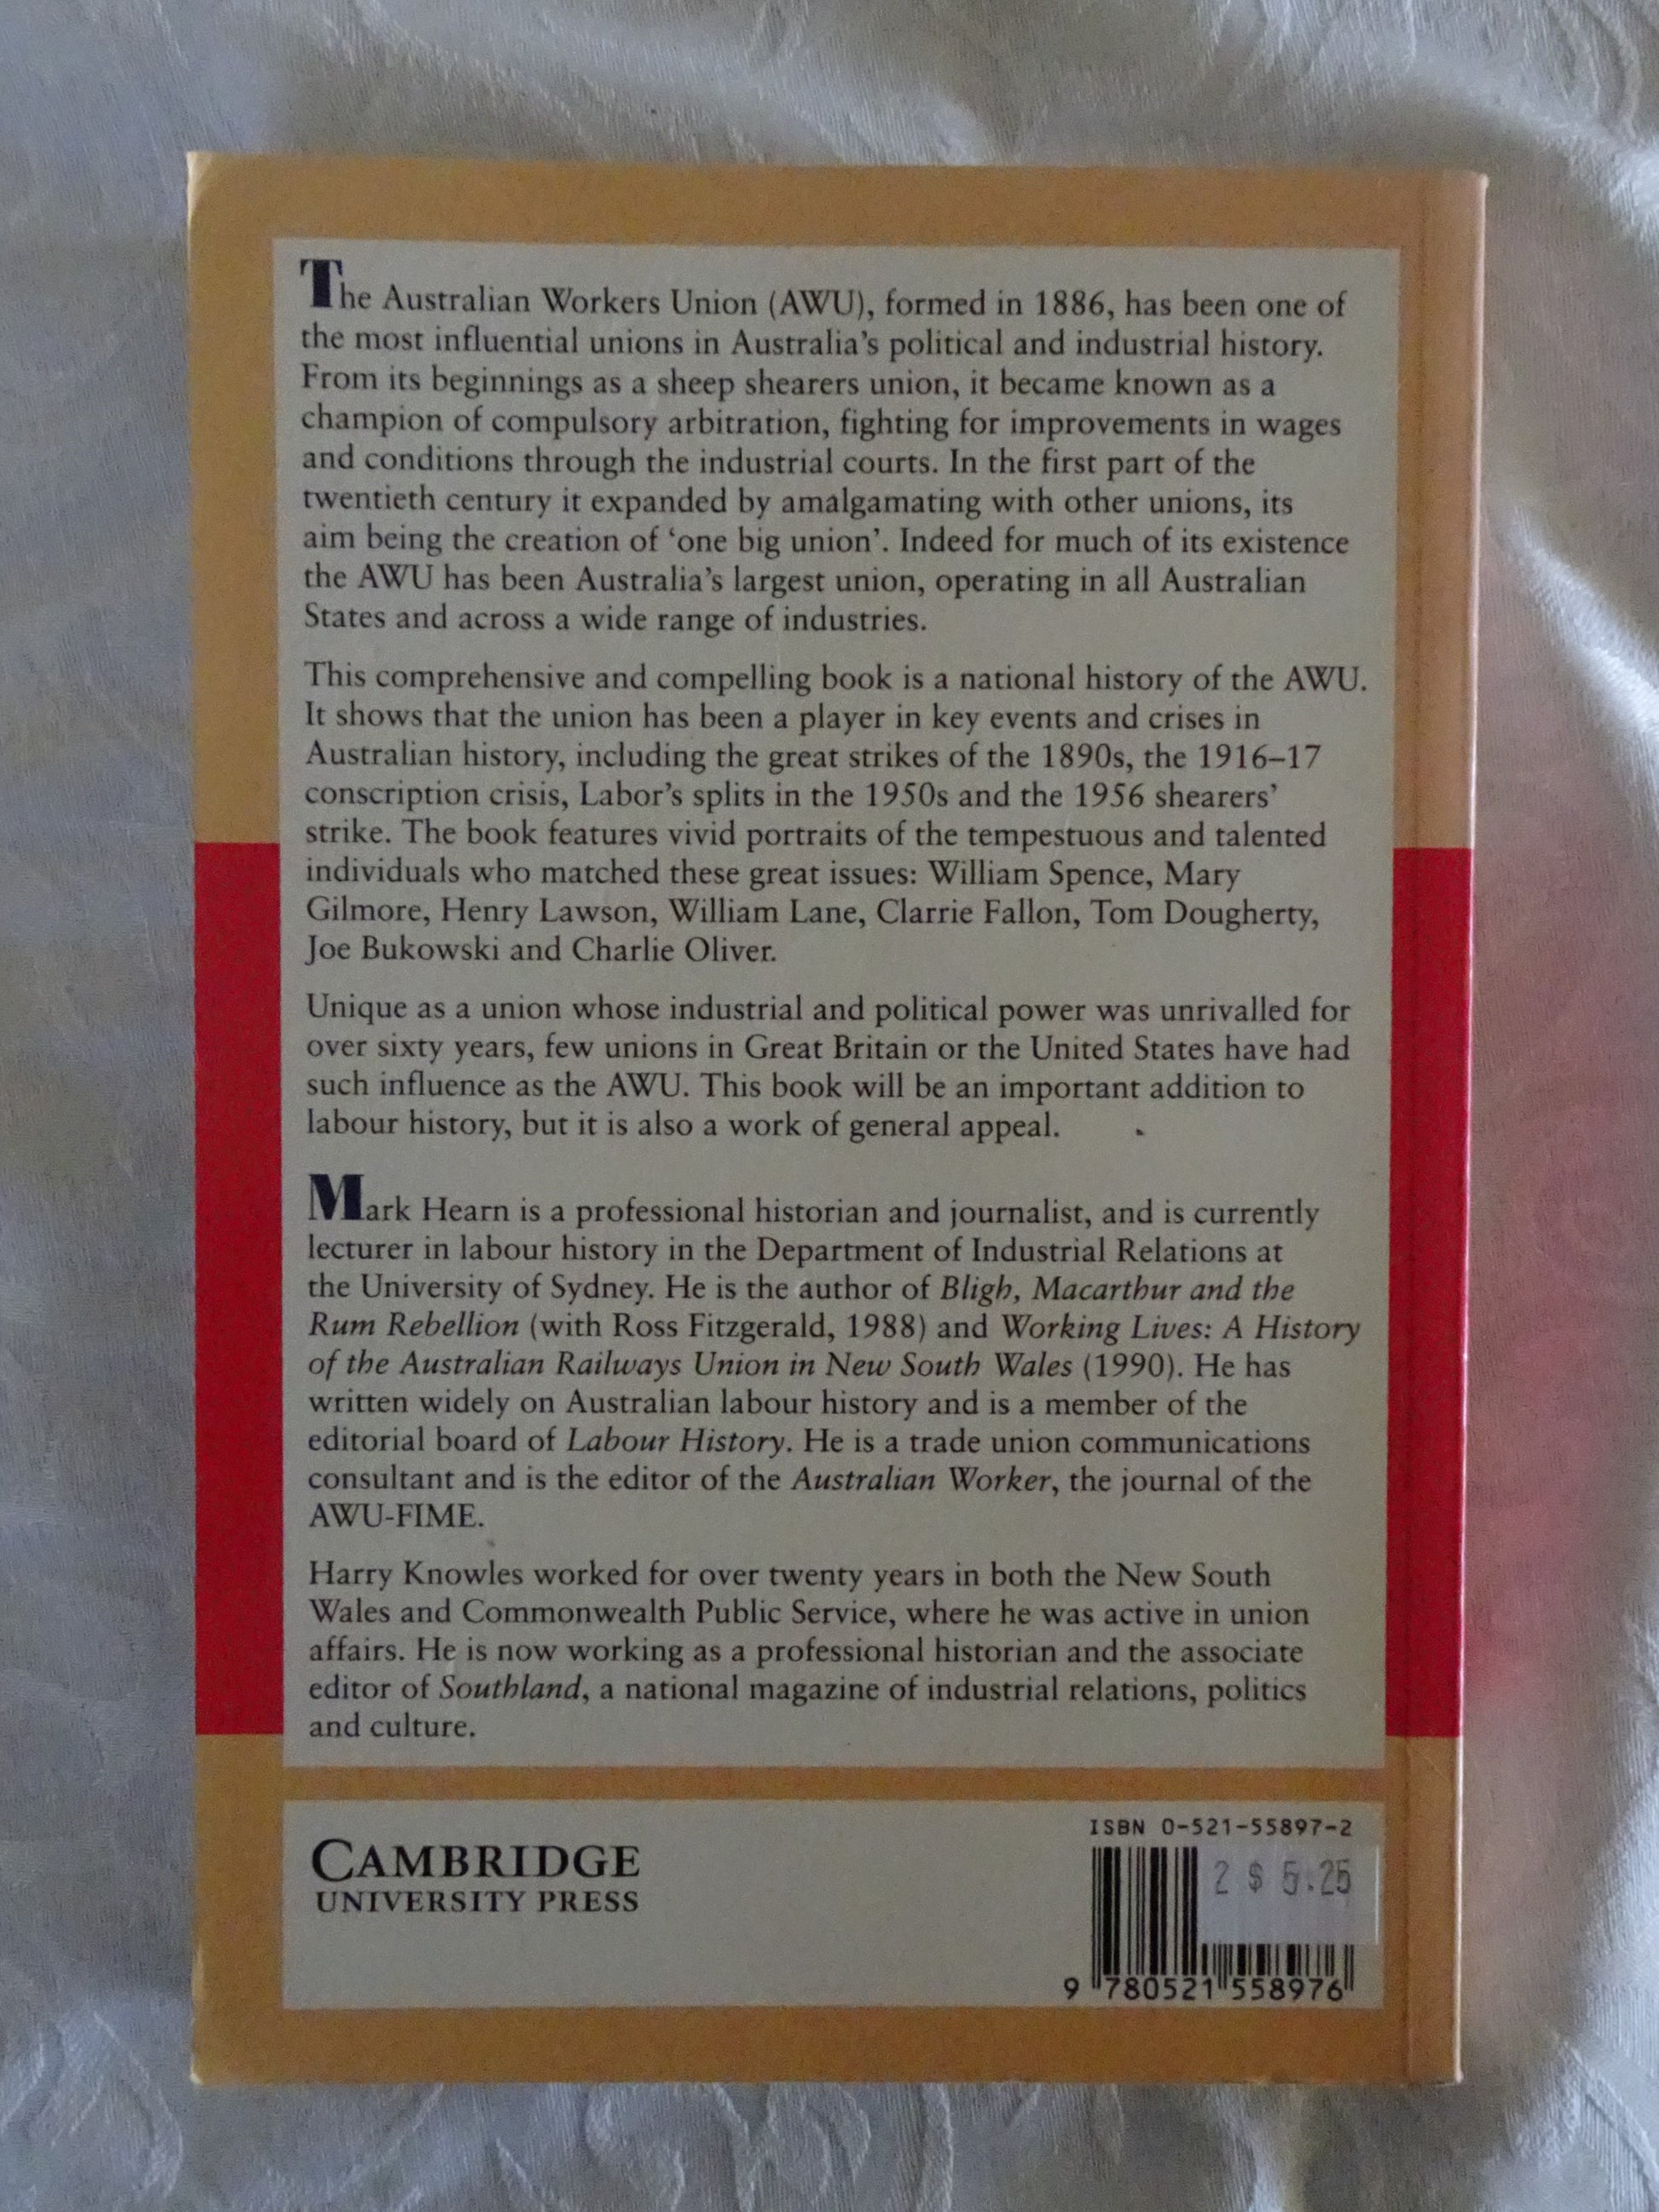 The Australian Workers Union (AWU), formed in 1886, has been one of
the most influential unions in Australia's political and industrial history.
From its beginnings as a sheep shearers union, it became known as a
champion of compulsory arbitration, fighting for improvements in wages
and conditions through the industrial courts. In the first part of the
twentieth century it expanded by amalgamating with other unions, its
aim being the creation of 'one big union'. Indeed for much of its existence
the AWU has been Australia's largest union, operating in all Australian
States and across a wide range of industries.
This comprehensive and compelling book is a national history of the AWU.
It shows that the union has been a player in key events and crises in
Australian history, including the great strikes of the 1890s, the 1916–17
conscription crisis, Labor's splits in the 1950s and the 1956 shearers'
strike. The book features vivid portraits of the tempestuous and talented
individuals who matched these great issues: William Spence, Mary
Gilmore, Henry Lawson, William Lane, Clarrie Fallon, Tom Dougherty,
Joe Bukowski and Charlie Oliver.
Unique as a union whose industrial and political power was unrivalled for
over sixty years, few unions in Great Britain or the United States have had
such influence as the AWU. This book will be an important addition to
labour history, but it is also a work of general appeal.
Mark Hearn is a professional historian and journalist, and is currently
lecturer in labour history in the Department of Industrial Relations at
the University of Sydney. He is the author of Bligh, Macarthur and the
Rum Rebellion (with Ross Fitzgerald, 1988) and Working Lives: A History
of the Australian Railways Union in New South Wales (1990). He has
written widely on Australian labour history and is a member of the
editorial board of Labour History. He is a trade union communications
consultant and is the editor of the Australian Worker, the journal of the
AWU-FIME.
Harry Knowles worked for over twenty years in both the New South
Wales and Commonwealth Public Service, where he was active in union
affairs. He is now working as a professional historian and the associate
editor of Southland, a national magazine of industrial relations, politics
and culture.
CAMBRIDGE
UNIVERSITY PRESS
ISBN 0-521-55897-2
2 $ 5.25
9 780521 558976